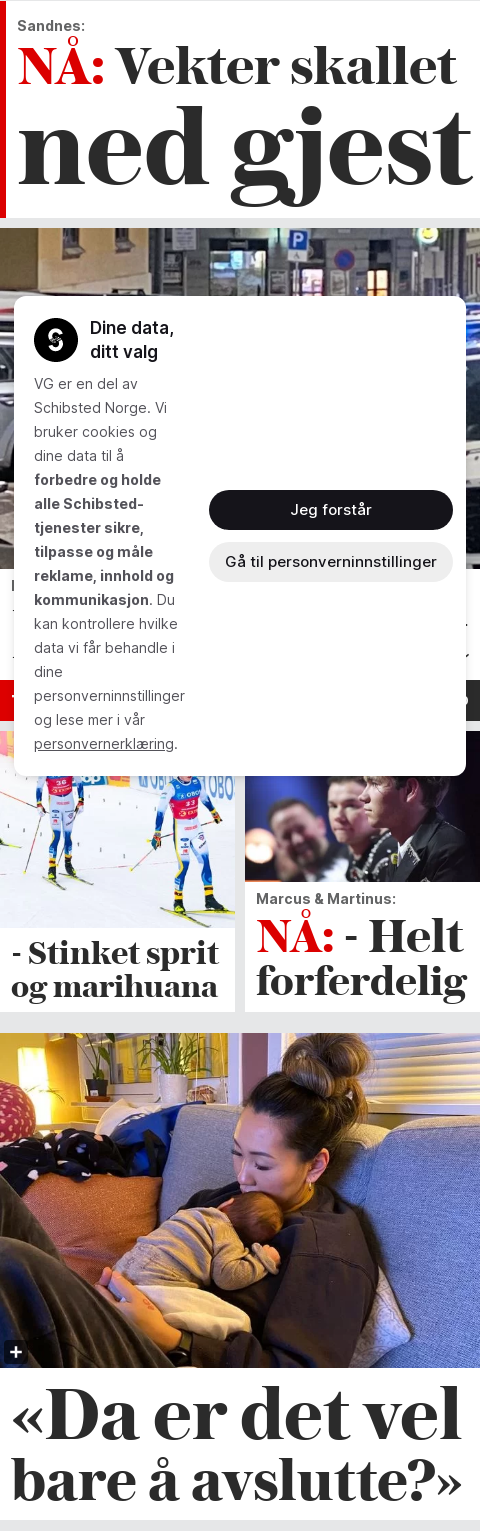 Sandnes:
NÅ: Vekter skallet
ned gjest
P
Dine data,
ditt valg
VG er en del av
Schibsted Norge. Vi
bruker cookies og
dine data til å
forbedre og holde
alle Schibsted-
tjenester sikre,
tilpasse og måle
reklame, innhold og
kommunikasjon. Du
kan kontrollere hvilke
data vi får behandle i
dine
personverninnstillinger
og lese mer i vår
personvernerklæring.
Jeg forstår
Gå til personverninnstillinger
36
33
- Stinket sprit
og marihuana
Marcus & Martinus:
NÅ: - Helt
forferdelig
«Da er det vel
bare å avslutte?»